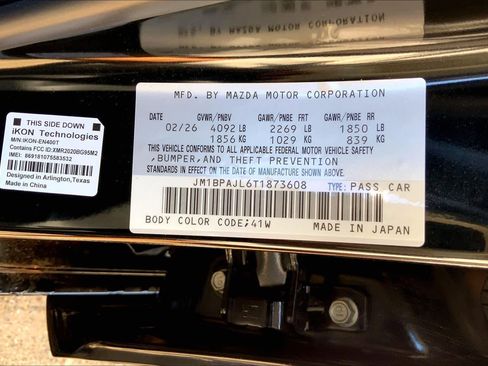 THIS SIDE DOWN
iKON Technologies
M/N:IKON-EN400T
Contains FCC ID:XMR2020BG95M2
IMEI: 869181075583532
Designed in Arlington,Texas
Made in China
MFD. BY MAZDA MOTOR CORPORATION
DATE GVWR/PNBV GAWR/PNBE FRT GAWR/PNBE RR
02/26 4092 LB 2269 LB 1850 LB
1856 KG 1029 KG 839 KG
THIS VEHICLE CONFORMS TO ALL APPLICABLE FEDERAL MOTOR VEHICLE SAFETY
,BUMPER,AND THEFT PREVENTION
STANDARDS IN EFFECT ON THE DATE OF MANUFACTURE SHOWN ABOVE.
JM1BPAJL6T1873608 TYPE: PASS CAR
BODY COLOR CODE;41W MADE IN JAPAN